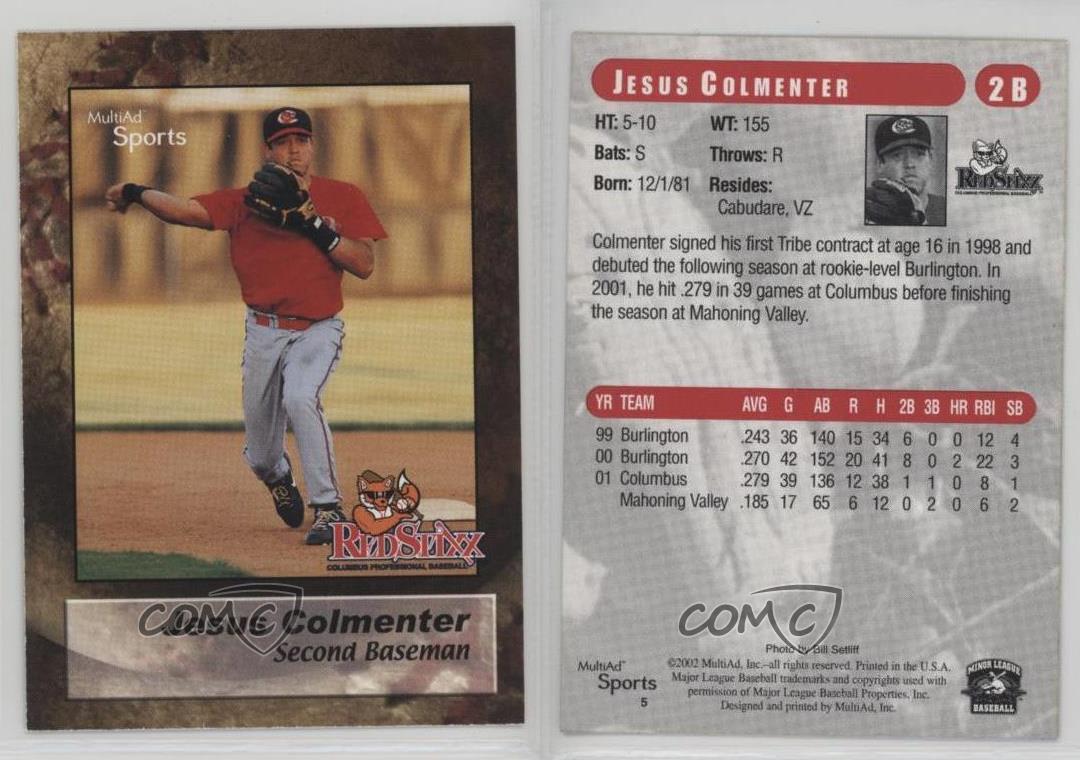 MultiAd™
Sports
REDSTIXX
COLUMBUS PROFESSIONAL BASEBALL
COMC
Jesus Colmenter
Second Baseman
JESUS COLMENTER
2B
HT: 5-10 WT: 155
Bats: S Throws: R
Born: 12/1/81 Resides:
Cabudare, VZ
REDSTIXX
COLUMBUS PROFESSIONAL BASEBALL
Colmenter signed his first Tribe contract at age 16 in 1998 and
debuted the following season at rookie-level Burlington. In
2001, he hit .279 in 39 games at Columbus before finishing
the season at Mahoning Valley.
YR TEAM AVG G AB R H 2B 3B HR RBI SB
99 Burlington .243 36 140 15 34 6 0 0 12 4
00 Burlington .270 42 152 20 41 8 0 2 22 3
01 Columbus .279 39 136 12 38 1 1 0 8 1
Mahoning Valley .185 17 65 6 12 0 2 0 6 2
COMC
Photo by Bill Setliff
MultiAd™
Sports
5
©2002 MultiAd, Inc.–all rights reserved. Printed in the U.S.A.
Major League Baseball trademarks and copyrights used with
permission of Major League Baseball Properties, Inc.
Designed and printed by MultiAd, Inc.
MINOR LEAGUE
BASEBALL